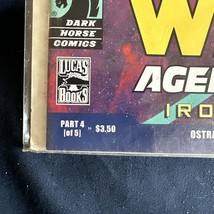 DARK
HORSE
COMICS
W
AGE
LUCAS
BOOKS
IRO
PART 4
(of 5)
$3.50
OSTRA